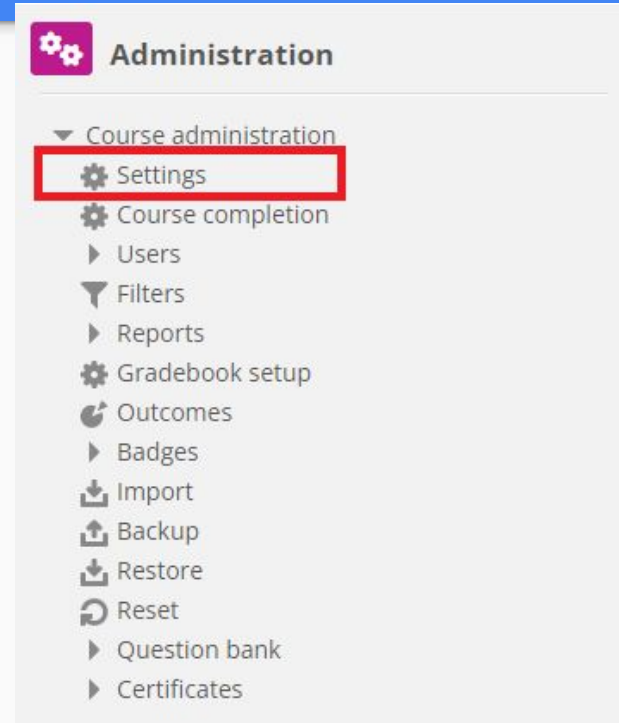 Administration
Course administration
Settings
Course completion
Users
Filters
Reports
Gradebook setup
Outcomes
Badges
Import
Backup
Restore
Reset
Question bank
Certificates